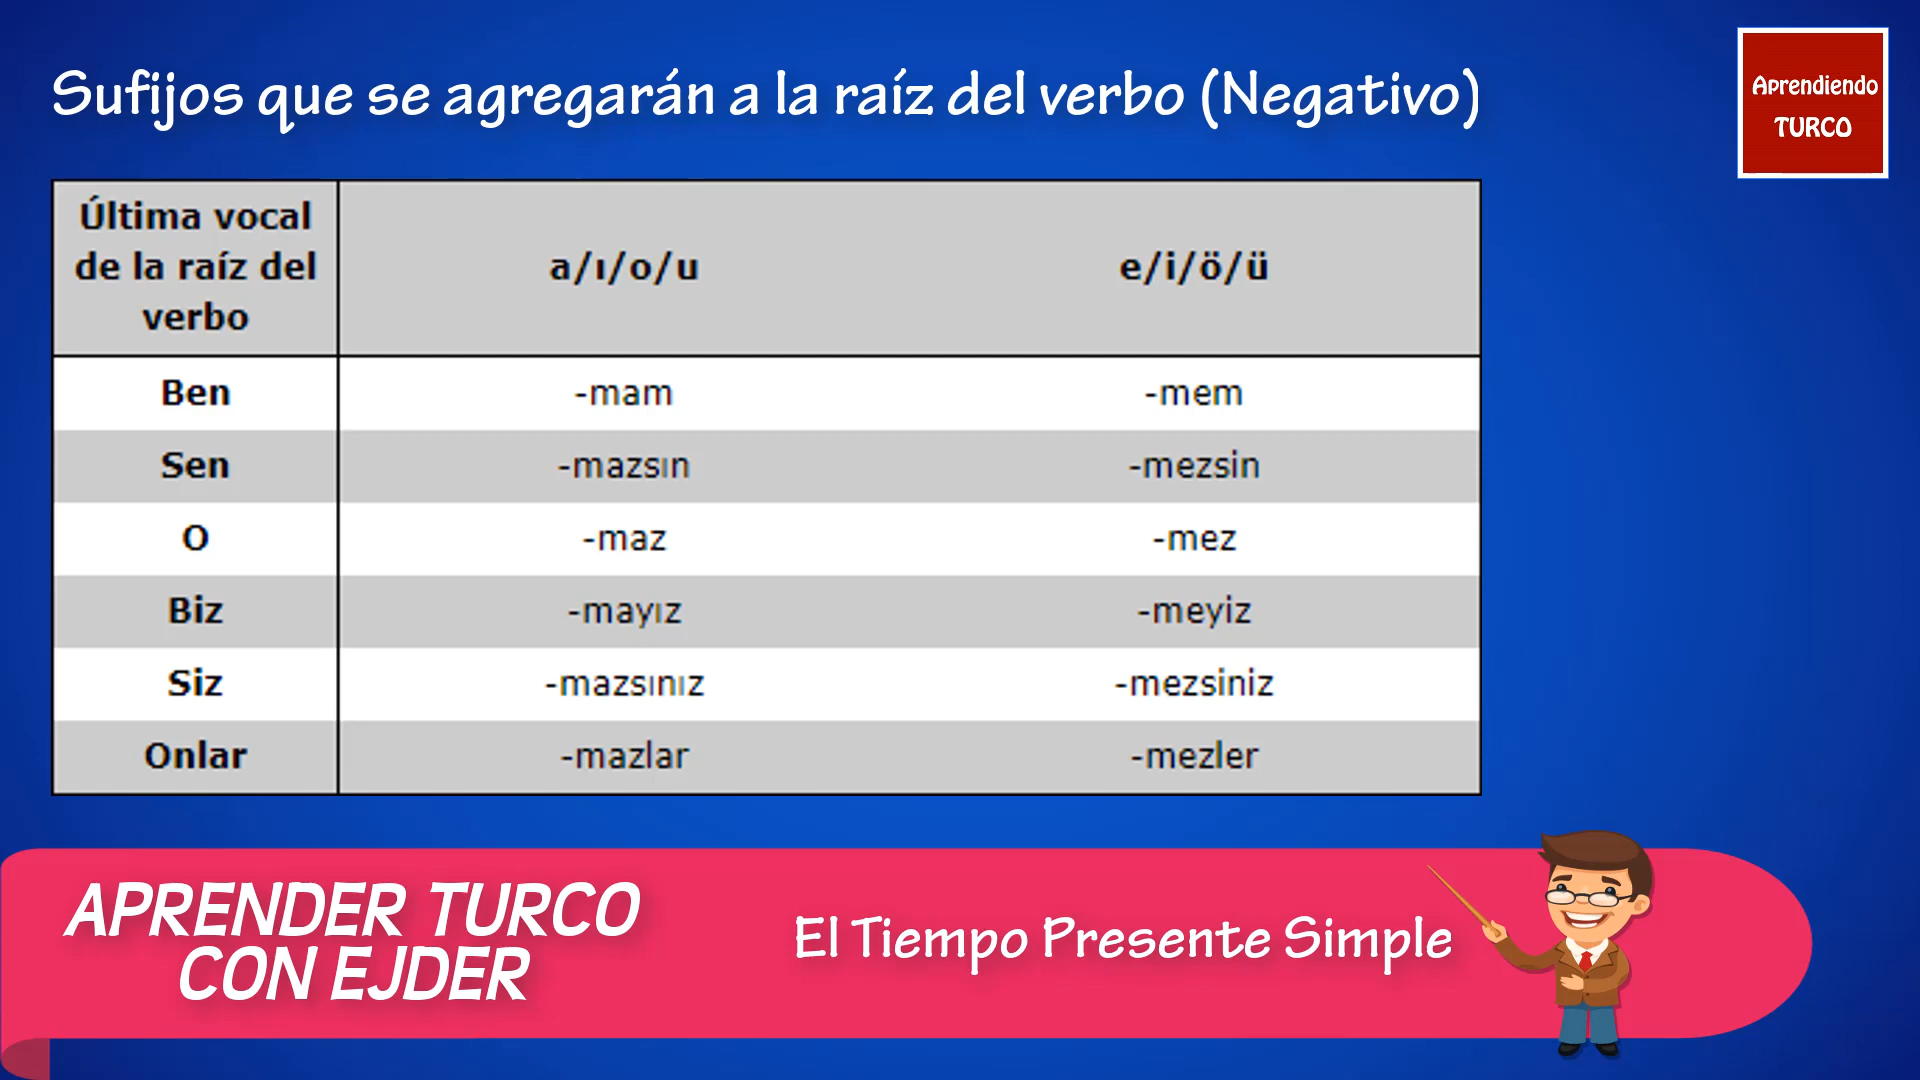 Sufijos que se agregarán a la raíz del verbo (Negativo)
Aprendiendo
TURCO
Última vocal
de la raíz del
verbo
a/ı/o/u
e/i/ö/ü
Ben
-mam
-mem
Sen
-mazsın
-mezsin
O
-maz
-mez
Biz
-mayız
-meyiz
Siz
-mazsınız
-mezsiniz
Onlar
-mazlar
-mezler
APRENDER TURCO
CON EJDER
El Tiempo Presente Simple